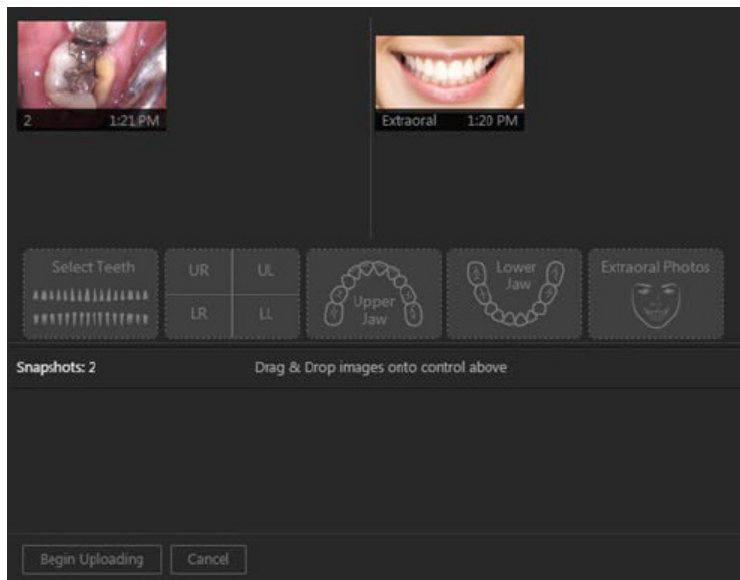 2 1:21 PM
Extraoral 1:20 PM
Select Teeth
UR UL
LR LL
Upper
Jaw
Lower
Jaw
Extraoral Photos
Snapshots: 2 Drag & Drop images onto control above
Begin Uploading Cancel